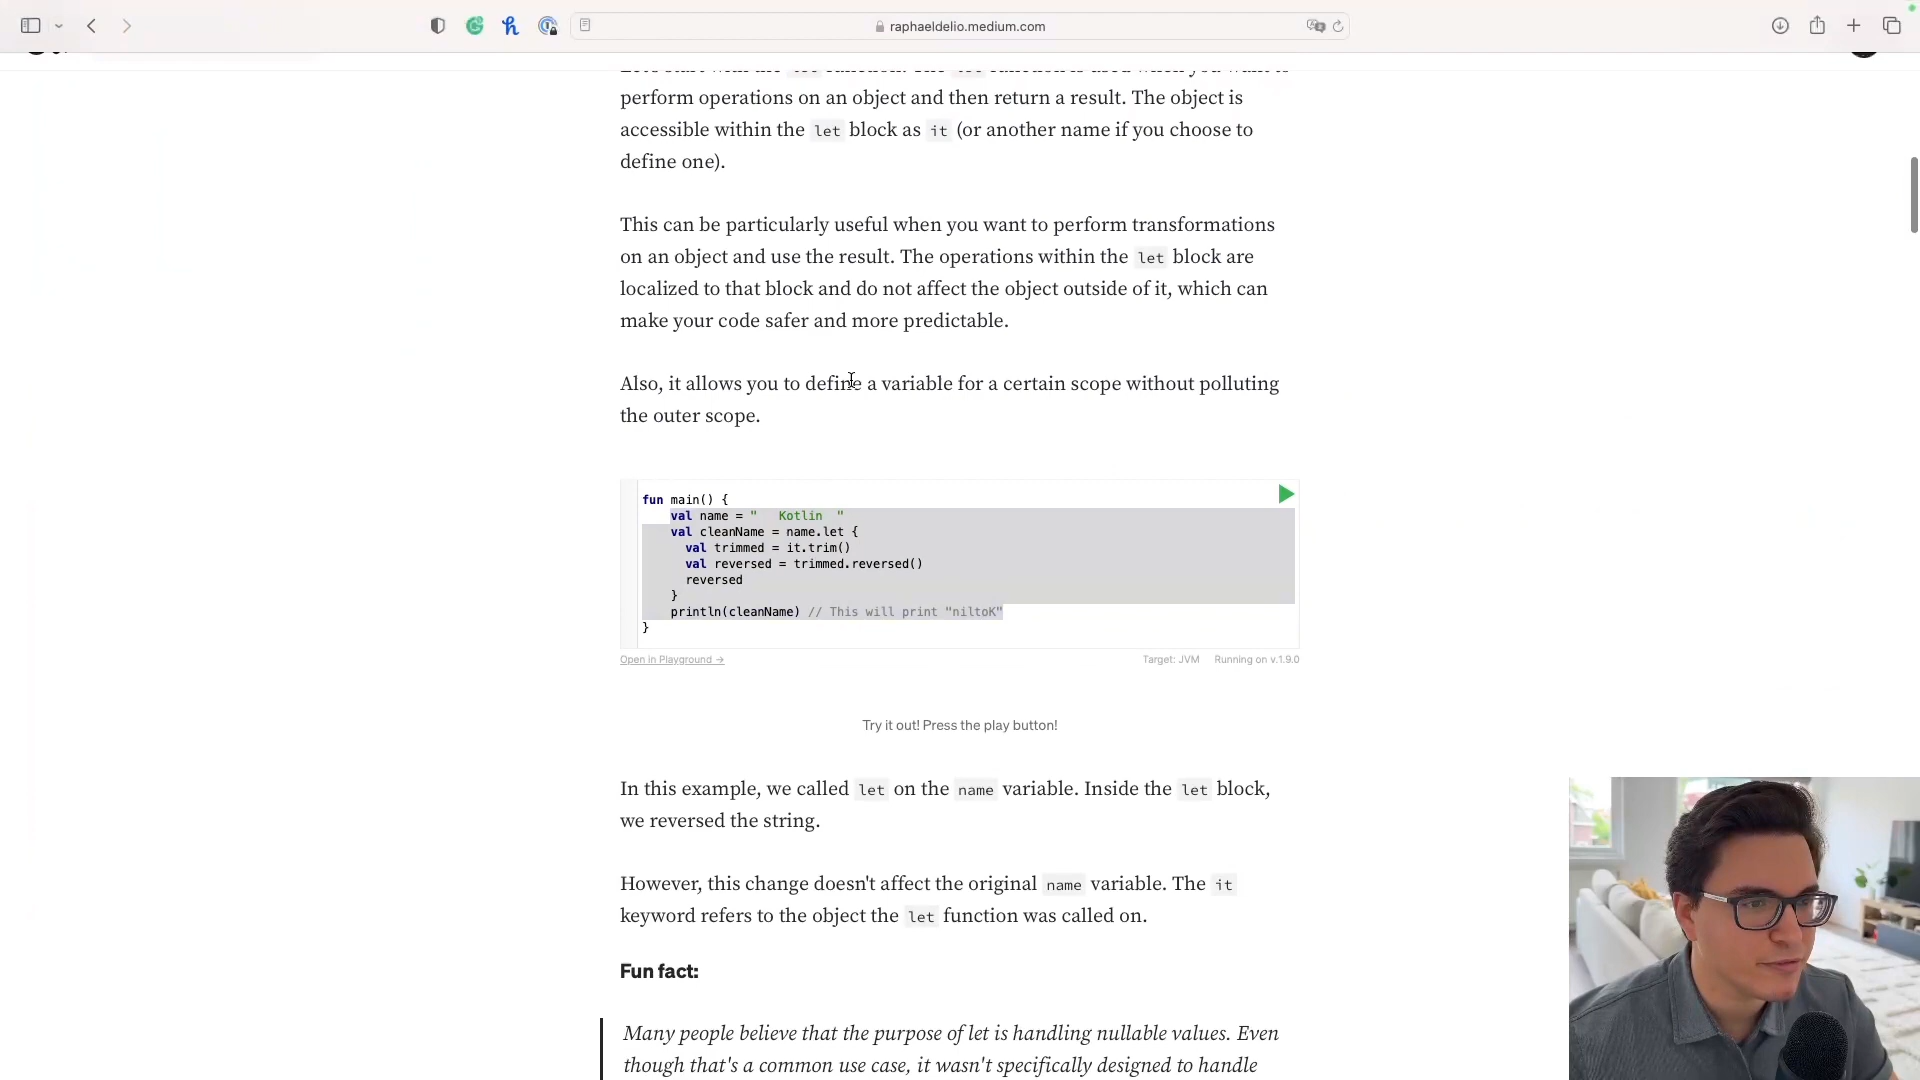 raphaeldelio.medium.com
perform operations on an object and then return a result. The object is
accessible within the let block as it (or another name if you choose to
define one).
This can be particularly useful when you want to perform transformations
on an object and use the result. The operations within the let block are
localized to that block and do not affect the object outside of it, which can
make your code safer and more predictable.
Also, it allows you to define a variable for a certain scope without polluting
the outer scope.
fun main() {
    val name = "   Kotlin  "
    val cleanName = name.let {
      val trimmed = it.trim()
      val reversed = trimmed.reversed()
      reversed
    }
    println(cleanName) // This will print "niltoK"
}
Open in Playground →
Target: JVM Running on v.1.9.0
Try it out! Press the play button!
In this example, we called let on the name variable. Inside the let block,
we reversed the string.
However, this change doesn't affect the original name variable. The it
keyword refers to the object the let function was called on.
Fun fact:
Many people believe that the purpose of let is handling nullable values. Even
though that's a common use case, it wasn't specifically designed to handle